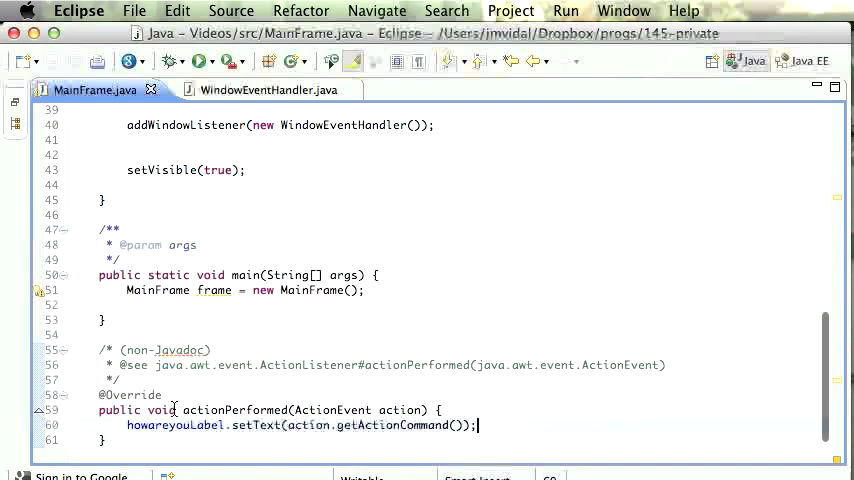 Eclipse File Edit Source Refactor Navigate Search Project Run Window Help
Java - Videos/src/MainFrame.java - Eclipse - /Users/jmvidal/Dropbox/progs/145-private
Java Java EE
MainFrame.java WindowEventHandler.java
39
40 addWindowListener(new WindowEventHandler());
41
42
43 setVisible(true);
44
45 }
46
47 /**
48 * @param args
49 */
50 public static void main(String[] args) {
51 MainFrame frame = new MainFrame();
52
53 }
54
55 /* (non-Javadoc)
56 * @see java.awt.event.ActionListener#actionPerformed(java.awt.event.ActionEvent)
57 */
58 @Override
59 public void actionPerformed(ActionEvent action) {
60 howareyouLabel.setText(action.getActionCommand());
61 }
Sign in to Google Writable Smart Insert 60